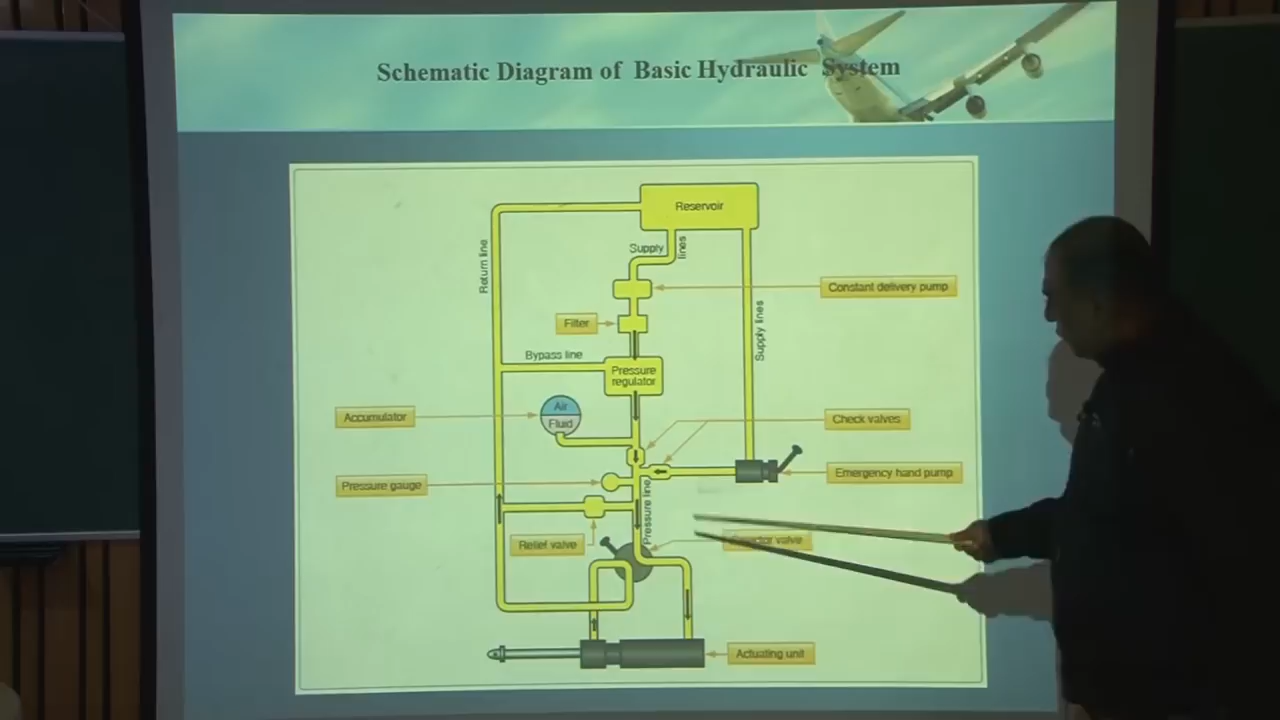 Schematic Diagram of Basic Hydraulic System
Reservoir
Return line
Supply lines
Constant delivery pump
Filter
Supply lines
Bypass line
Pressure regulator
Accumulator
Air
Fluid
Check valves
Pressure gauge
Emergency hand pump
Pressure line
Relief valve
valve
Actuating unit